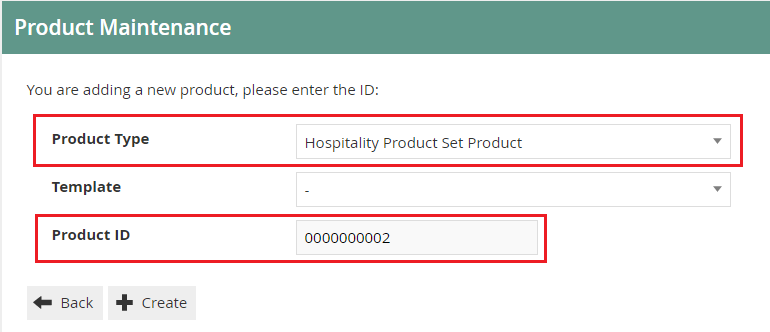 Product Maintenance
You are adding a new product, please enter the ID:
Product Type Hospitality Product Set Product
Template -
Product ID 0000000002
Back Create